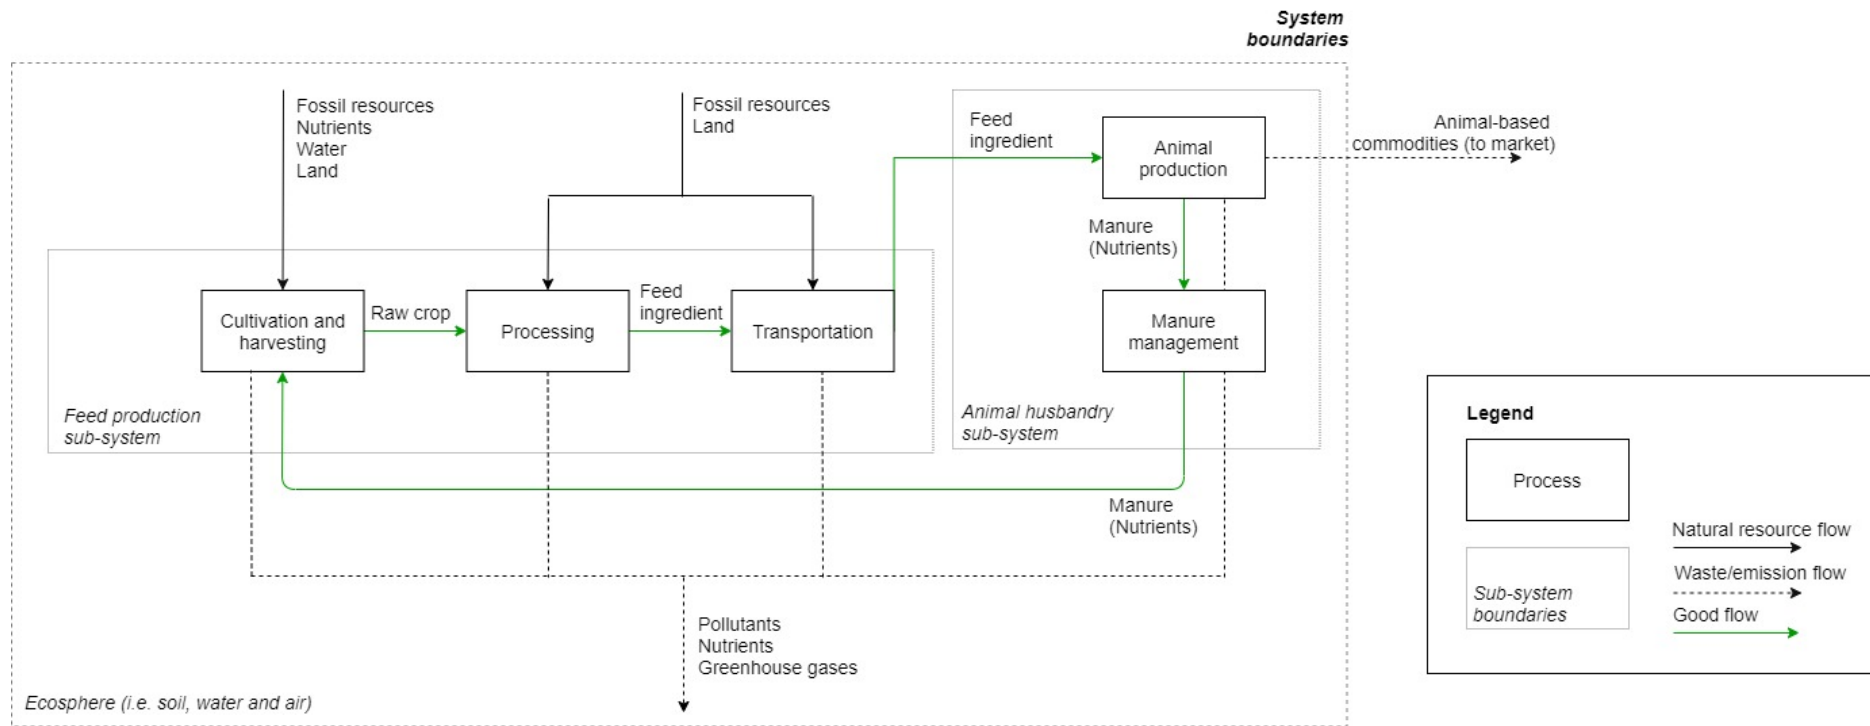 System
boundaries
Fossil resources
Nutrients
Water
Land
Fossil resources
Land
Feed
ingredient
Animal
production
Animal-based
commodities (to market)
Manure
(Nutrients)
Cultivation and
harvesting
Raw crop
Processing
Feed
ingredient
Transportation
Manure
management
Feed production
sub-system
Animal husbandry
sub-system
Manure
(Nutrients)
Pollutants
Nutrients
Greenhouse gases
Ecosphere (i.e. soil, water and air)
Legend
Process
Sub-system
boundaries
Natural resource flow
Waste/emission flow
Good flow